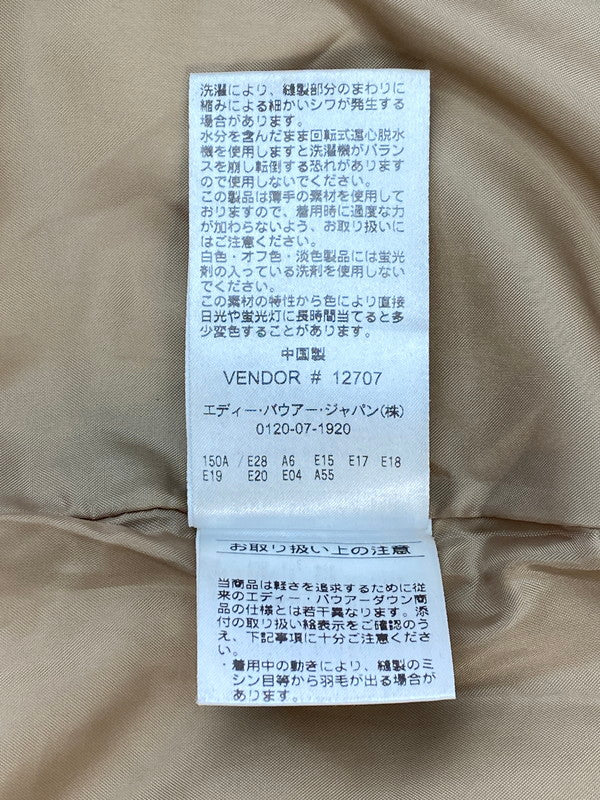 洗濯により、縫製部分のまわりに
縮みによる細かいシワが発生する
場合があります。
水分を含んだまま回転式遠心脱水
機を使用しますと洗濯機がバラン
スを崩し転倒する恐れがあります
ので使用しないでください。
この製品は薄手の素材を使用して
おりますので、着用時に過度な力
が加わらないよう、お取り扱いに
はご注意ください。
白色・オフ色・淡色製品には蛍光
剤の入っている洗剤を使用しない
でください。
この素材の特性から色により直接
日光や蛍光灯に長時間当てると多
少変色することがあります。
中国製
VENDOR # 12707
エディー・バウアー・ジャパン(株)
0120-07-1920
150A / E28 A6 E15 E17 E18
E19 E20 E04 A55
お取り扱い上の注意
当商品は軽さを追求するために従
来のエディー・バウアーダウン商
品の仕様とは若干異なります。添
付の取り扱い絵表示をご確認のう
え、下記事項に十分ご注意くださ
い。
・着用中の動きにより、縫製のミ
シン目等から羽毛が出る場合が
あります。